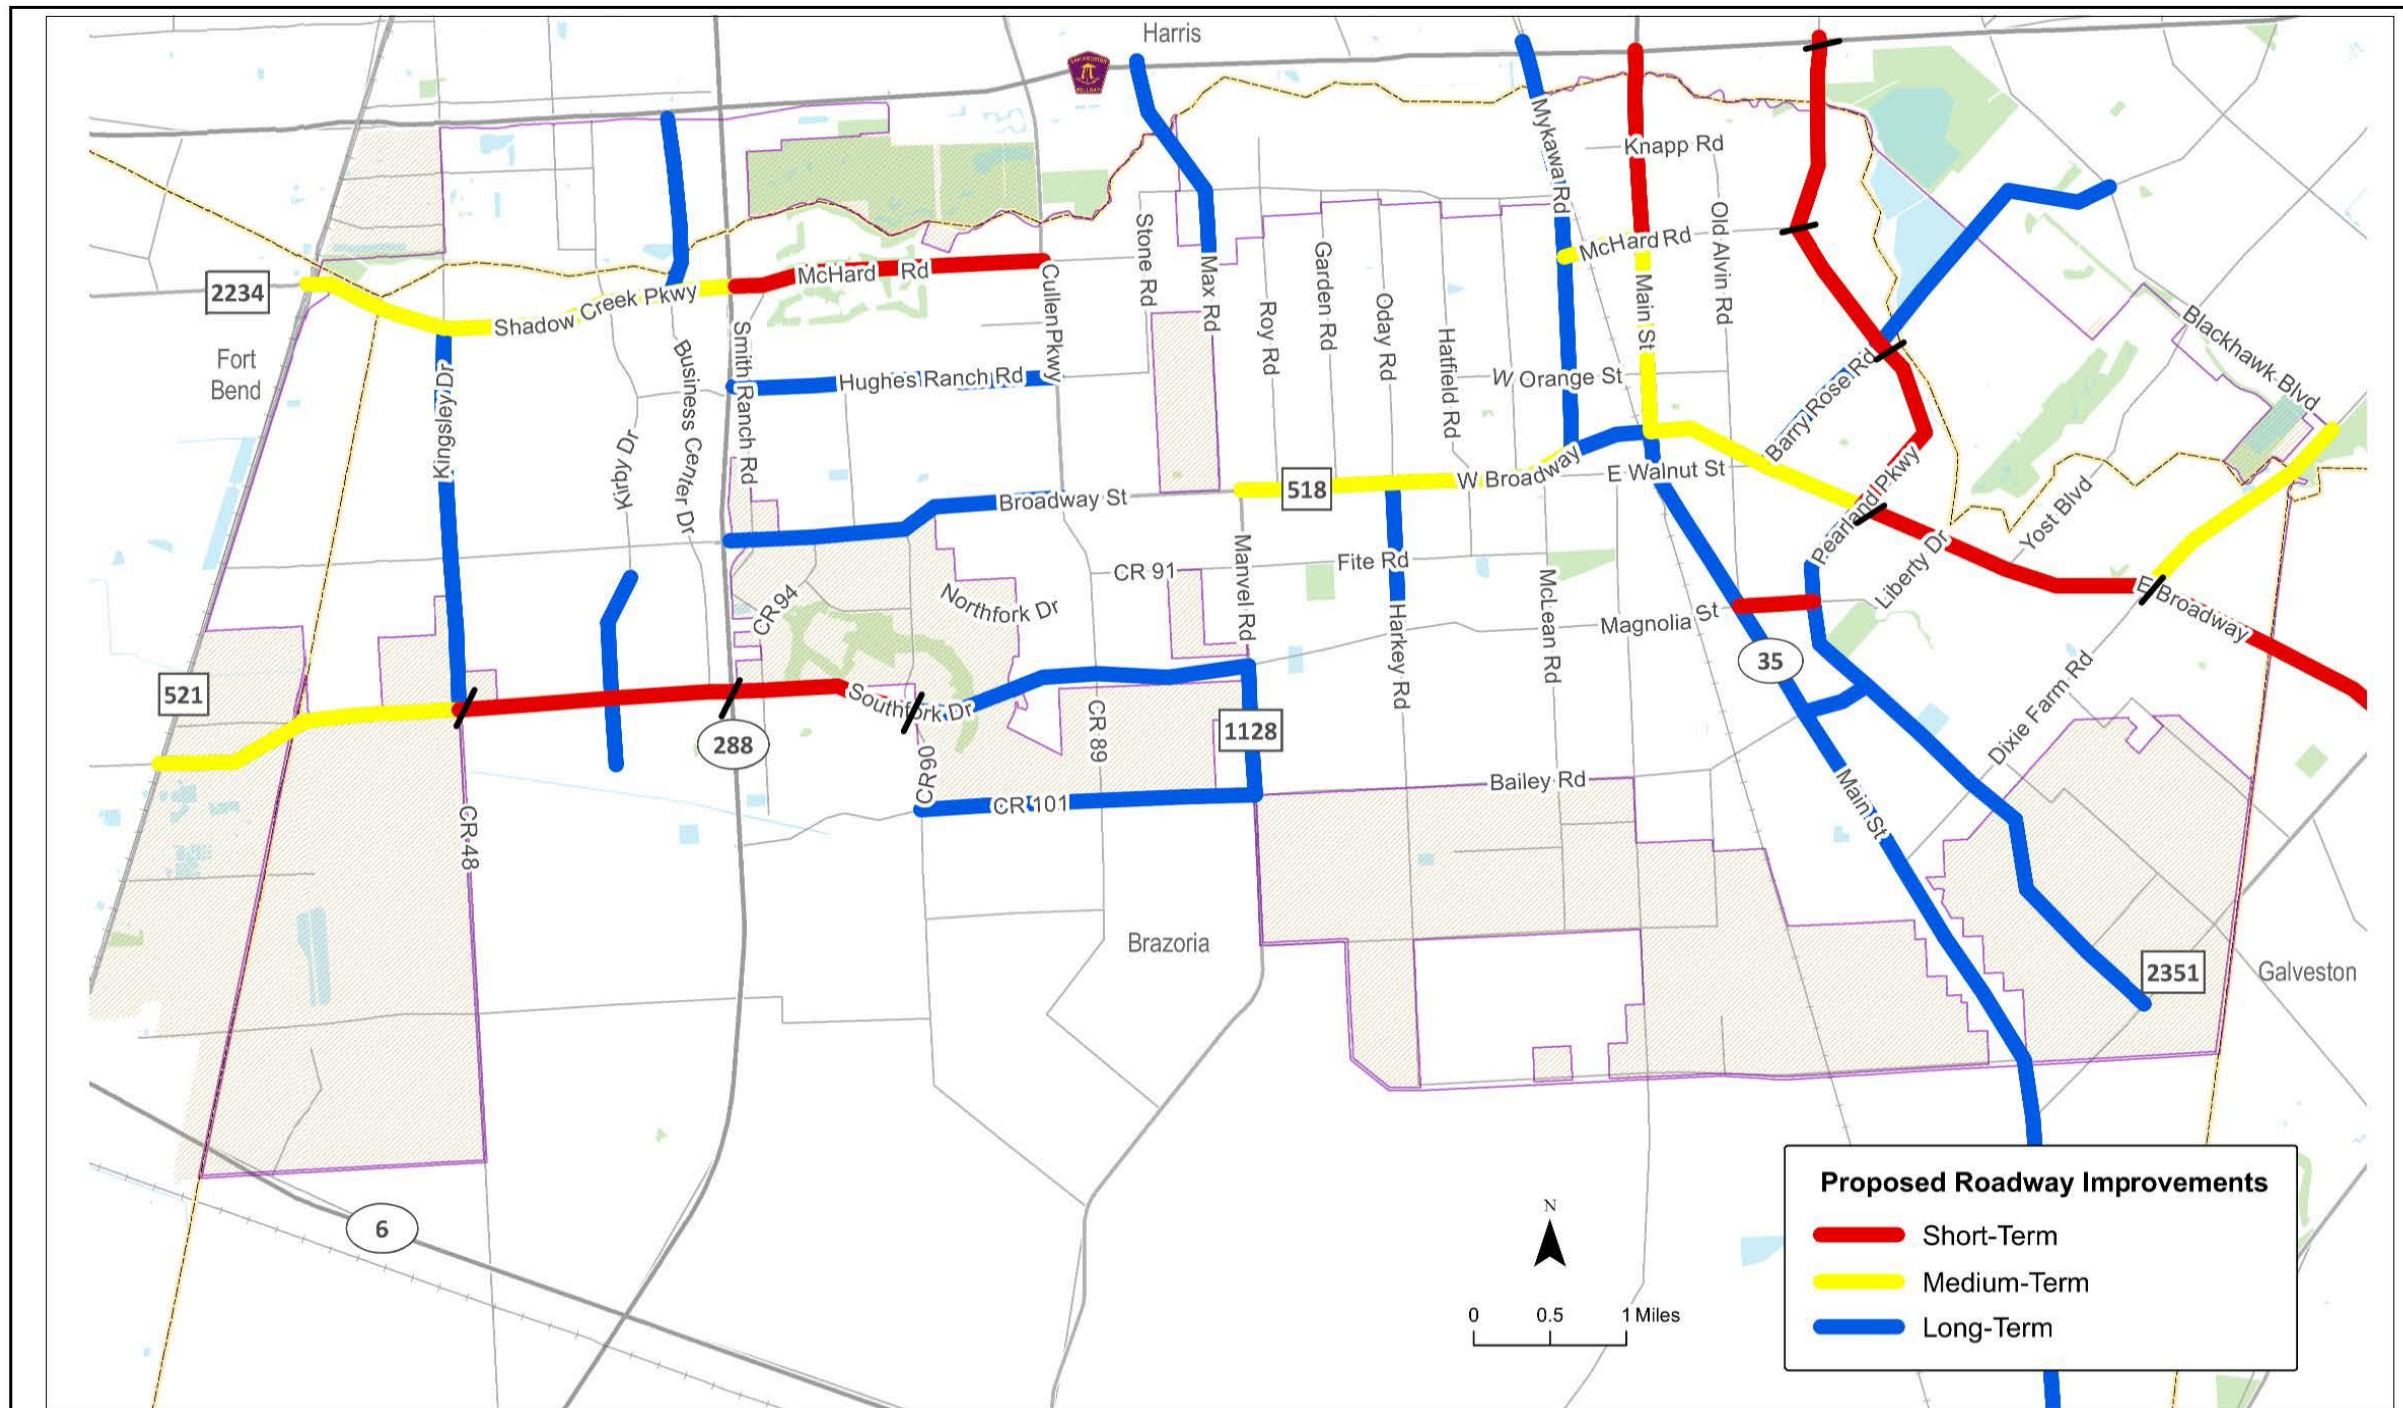 Harris
Knapp Rd
Mykawa Rd
McHard Rd
Old Alvin Rd
Stone Rd
Max Rd
2234
McHard Rd
Shadow Creek Pkwy
Cullen Pkwy
Roy Rd
Garden Rd
Oday Rd
Hatfield Rd
Main St
Fort
Bend
Kingsley Dr
Business Center Dr
Smith Ranch Rd
Hughes Ranch Rd
W Orange St
Barry Rose Rd
Blackhawk Blvd
Kirby Dr
Broadway St
518
W Broadway
E Walnut St
Pearland Pkwy
Yost Blvd
Liberty Dr
CR 94
Northfork Dr
CR 91
Manvel Rd
Fite Rd
Harkey Rd
McLean Rd
Magnolia St
E Broadway
521
288
Southfork Dr
CR 90
CR 89
1128
35
Dixie Farm Rd
CR 48
CR 101
Bailey Rd
Main St
Brazoria
2351
Galveston
6
N
0 0.5 1 Miles
Proposed Roadway Improvements
Short-Term
Medium-Term
Long-Term